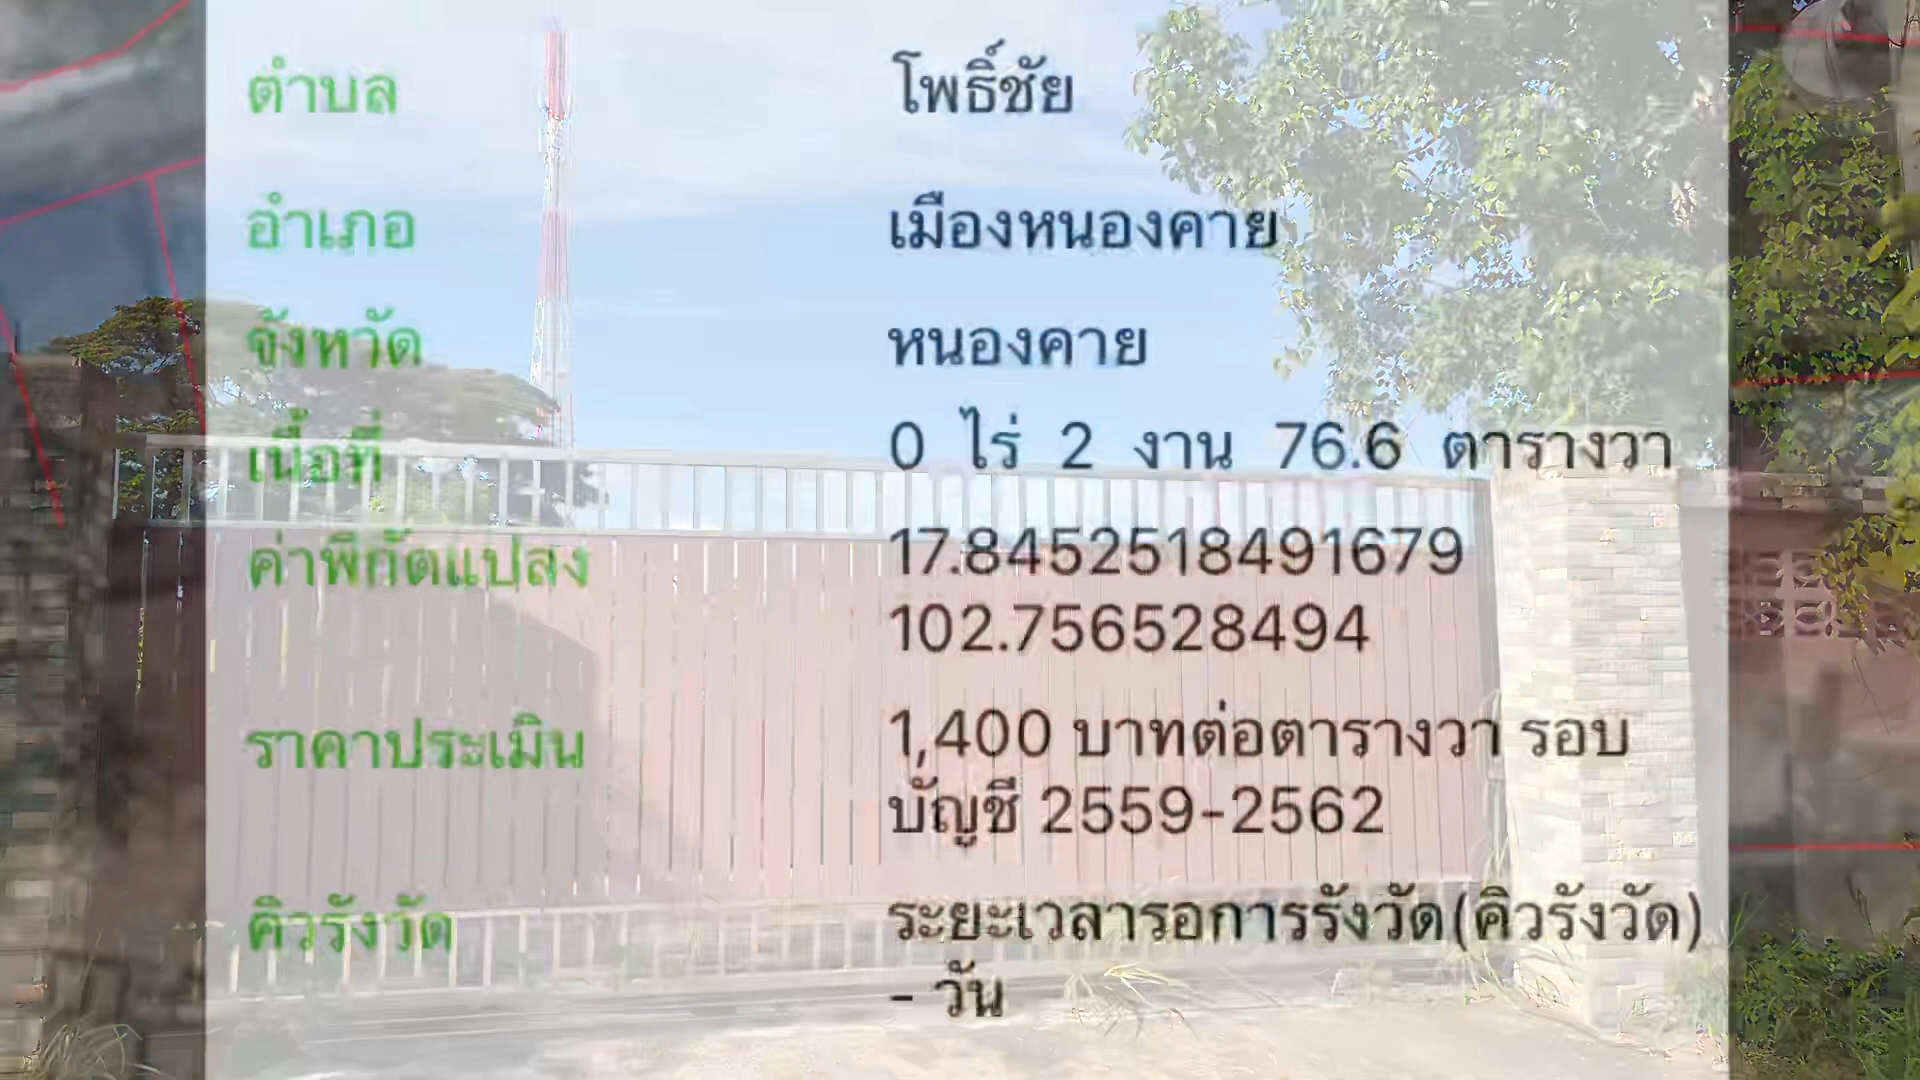 ตำบล โพธิ์ชัย
อำเภอ เมืองหนองคาย
จังหวัด หนองคาย
เนื้อที่ 0 ไร่ 2 งาน 76.6 ตารางวา
ค่าพิกัดแปลง 17.8452518491679
102.756528494
ราคาประเมิน 1,400 บาทต่อตารางวา รอบ
บัญชี 2559-2562
คิวรังวัด ระยะเวลารอการรังวัด(คิวรังวัด)
- วัน